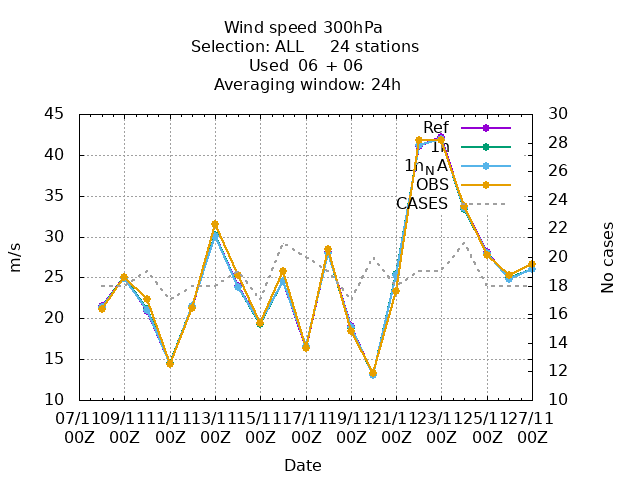 Wind speed 300hPa
Selection: ALL     24 stations
Used  06 + 06
Averaging window: 24h
45
40
35
30
25
20
15
10
30
28
26
24
22
20
18
16
14
12
10
m/s
No cases
Ref
1h
1h_NA
OBS
CASES
07/11 09/11 11/11 13/11 15/11 17/11 19/11 21/11 23/11 25/11 27/11
00Z 00Z 00Z 00Z 00Z 00Z 00Z 00Z 00Z 00Z 00Z
Date